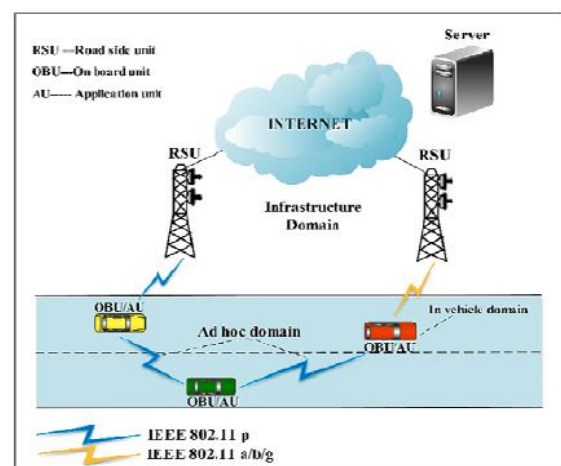 Server
RSU ---Road side unit
OBU---On board unit
AU----- Application unit
INTERNET
RSU
RSU
Infrastructure
Domain
OBU/AU
In vehicle domain
Ad hoc domain
OBU/AU
OBU/AU
IEEE 802.11 p
IEEE 802.11 a/b/g